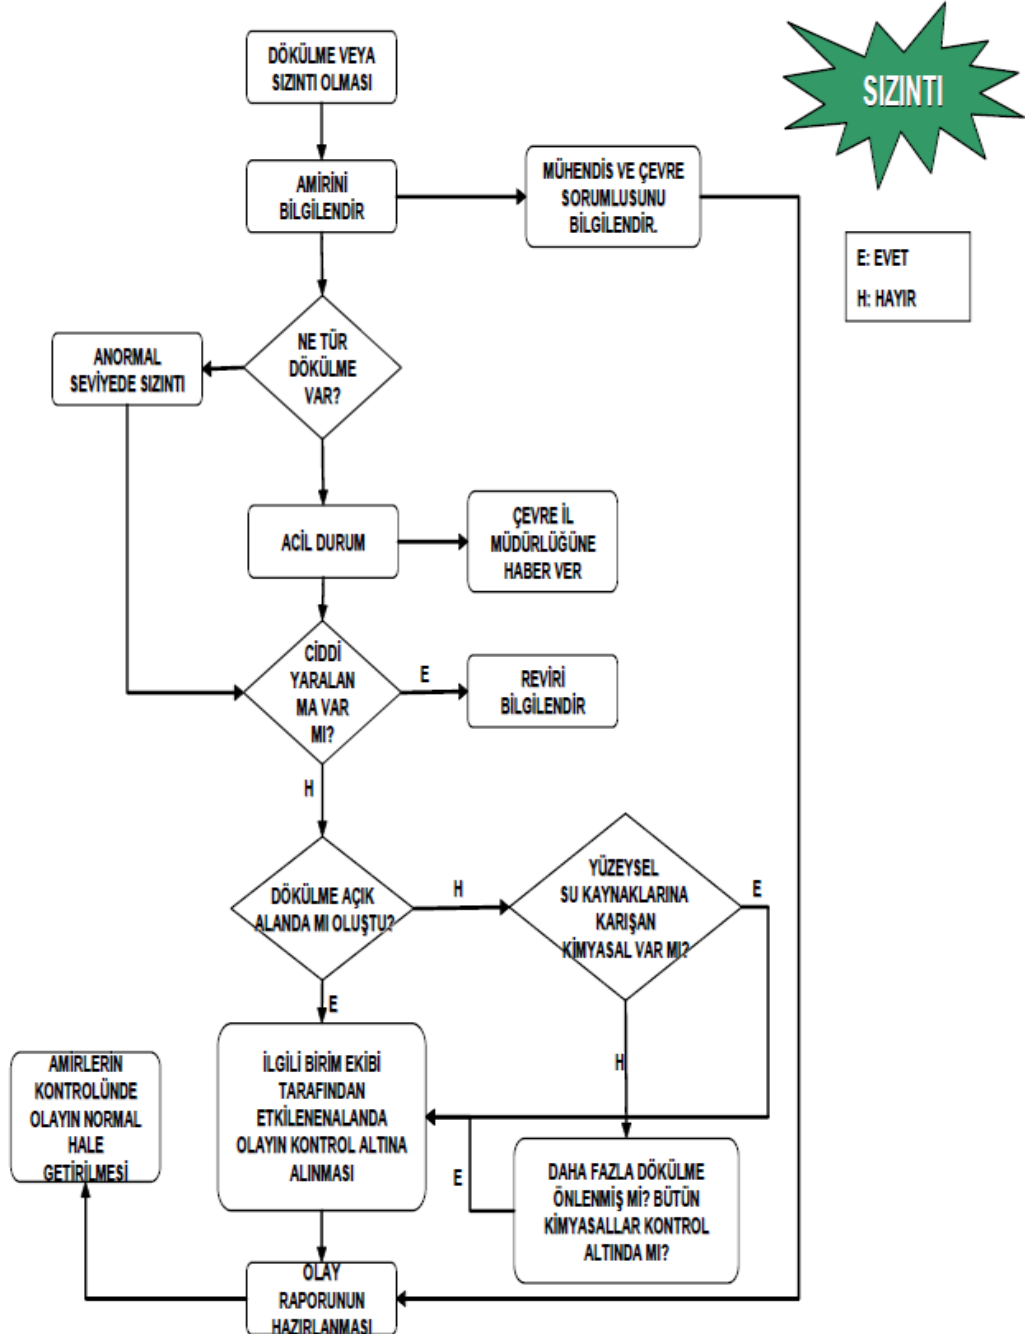 DÖKÜLME VEYA
SIZINTI OLMASI
SIZINTI
AMİRİNİ
BİLGİLENDİR
MÜHENDİS VE ÇEVRE
SORUMLUSUNU
BİLGİLENDİR.
E: EVET
H: HAYIR
NE TÜR
DÖKÜLME
VAR?
ANORMAL
SEVİYEDE SIZINTI
ACİL DURUM
ÇEVRE İL
MÜDÜRLÜĞÜNE
HABER VER
CİDDİ
YARALAN
MA VAR
MI?
E
REVİRİ
BİLGİLENDİR
H
DÖKÜLME AÇIK
ALANDA MI OLUŞTU?
H
YÜZEYSEL
SU KAYNAKLARINA
KARIŞAN
KİMYASAL VAR MI?
E
E
H
İLGİLİ BİRİM EKİBİ
TARAFINDAN
ETKİLENENALANDA
OLAYIN KONTROL ALTINA
ALINMASI
AMİRLERİN
KONTROLÜNDE
OLAYIN NORMAL
HALE
GETİRİLMESİ
E
DAHA FAZLA DÖKÜLME
ÖNLENMİŞ Mİ? BÜTÜN
KİMYASALLAR KONTROL
ALTINDA MI?
OLAY
RAPORUNUN
HAZIRLANMASI